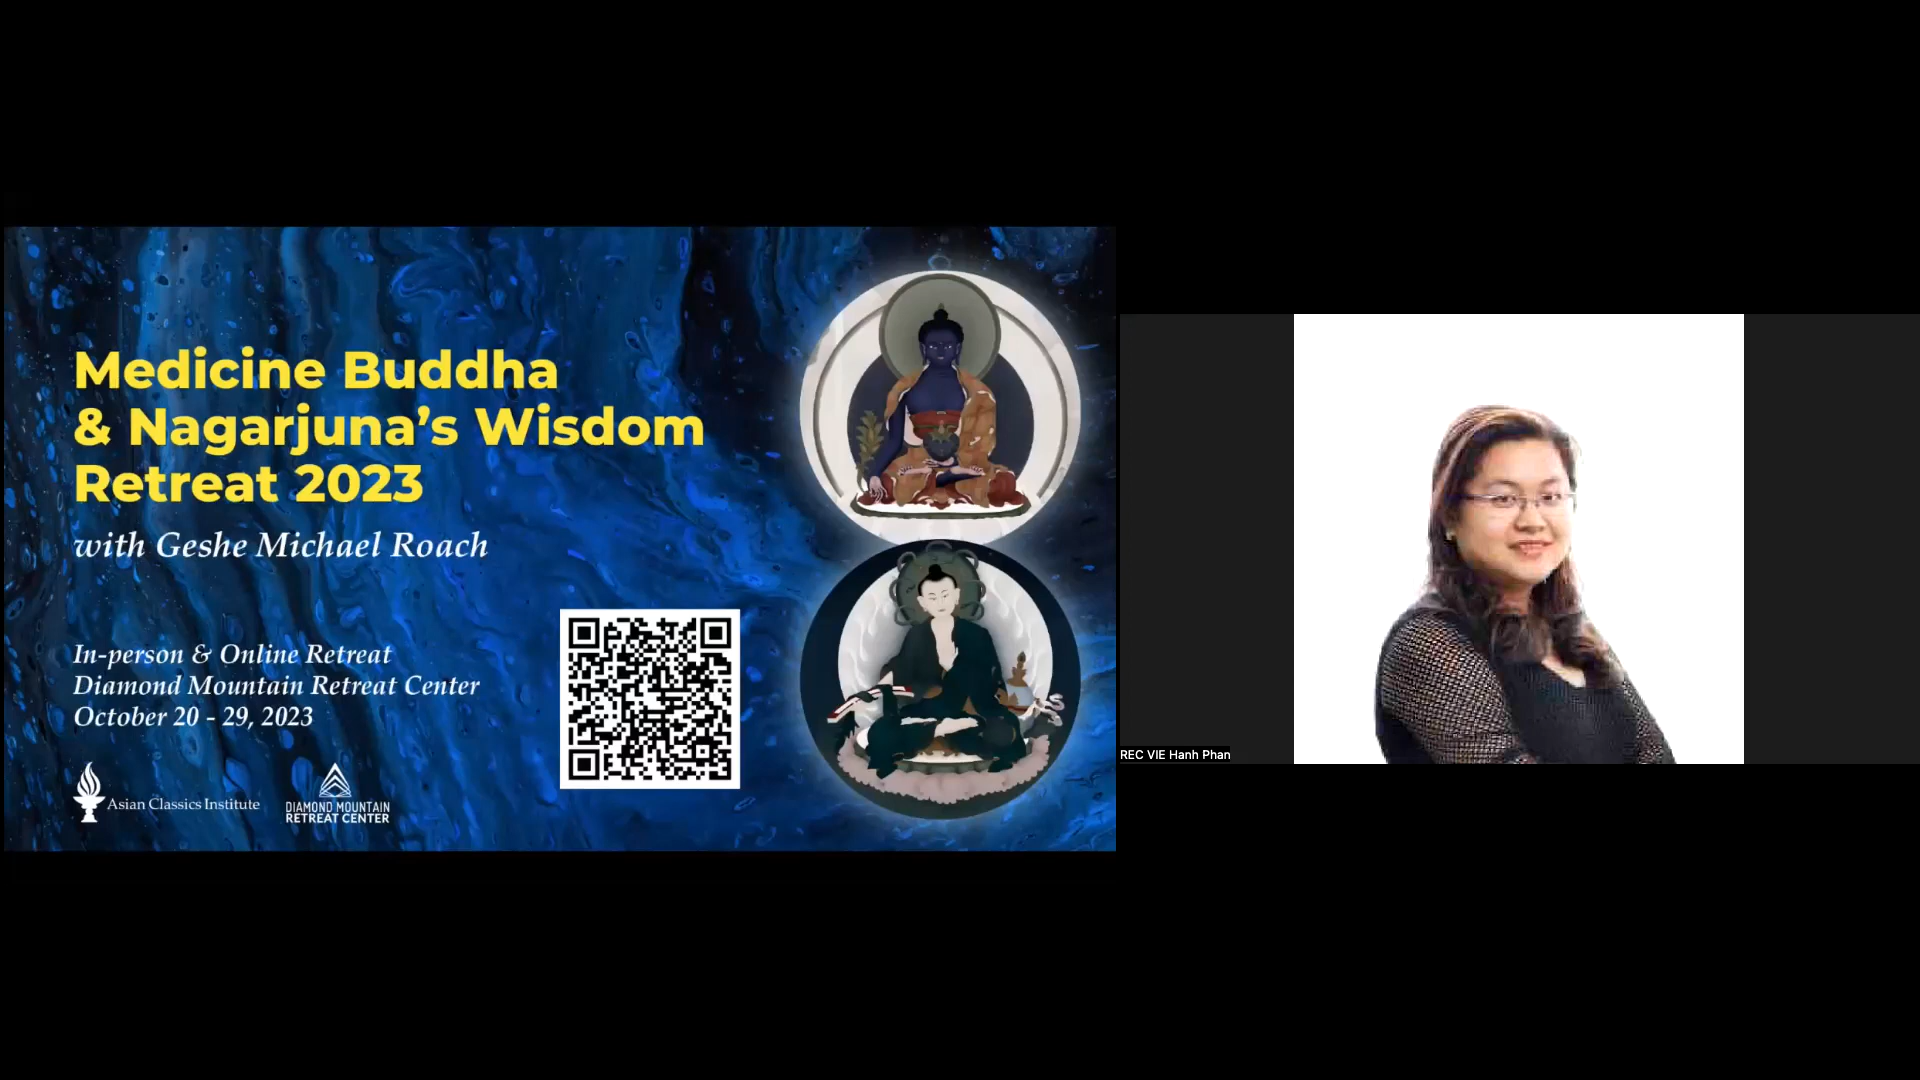 Medicine Buddha
& Nagarjuna’s Wisdom
Retreat 2023
with Geshe Michael Roach
In-person & Online Retreat
Diamond Mountain Retreat Center
October 20 - 29, 2023
Asian Classics Institute
DIAMOND MOUNTAIN
RETREAT CENTER
REC VIE Hanh Phan